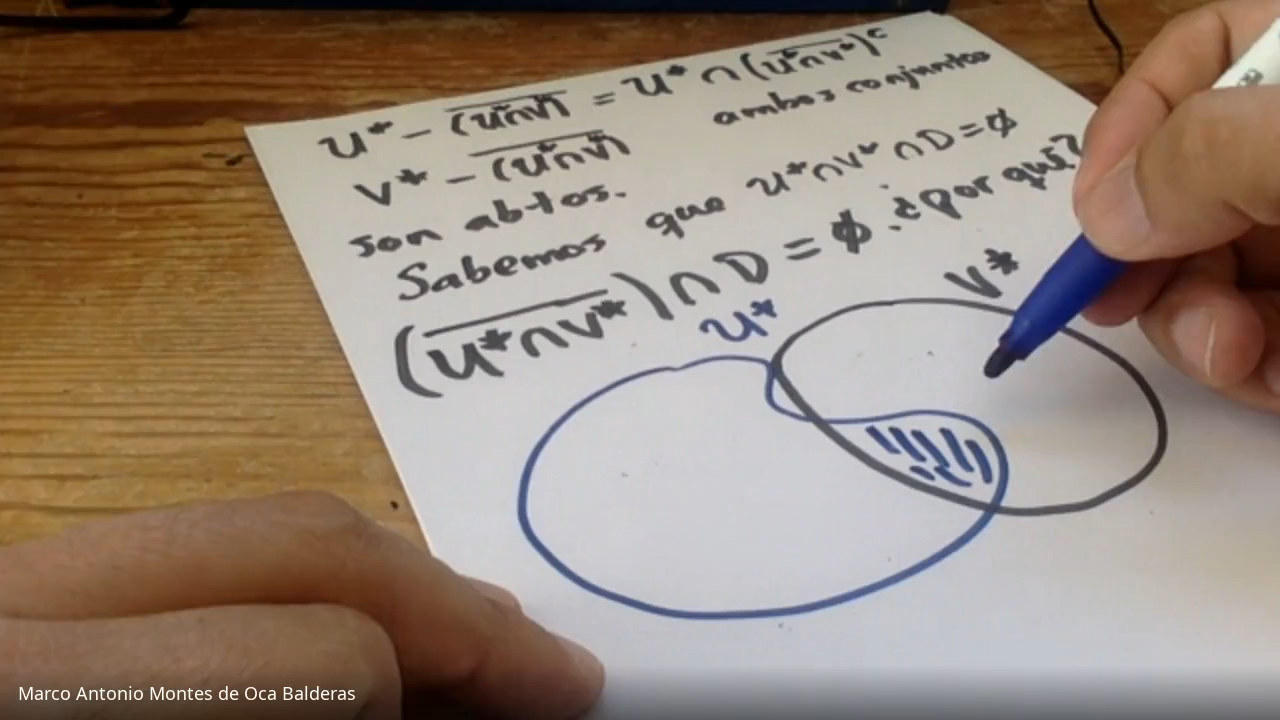 U* - (̅U̅*̅∩̅V̅*̅)̅ = U* ∩ (U̅*̅∩̅V̅*̅)ᶜ
V* - (̅U̅*̅∩̅V̅*̅)̅ ambos conjuntos
son abtos.
Sabemos que U*∩V*∩D = ∅
(U̅*̅∩̅V̅*̅)∩D = ∅. ¿por qué?
U*
V*
Marco Antonio Montes de Oca Balderas